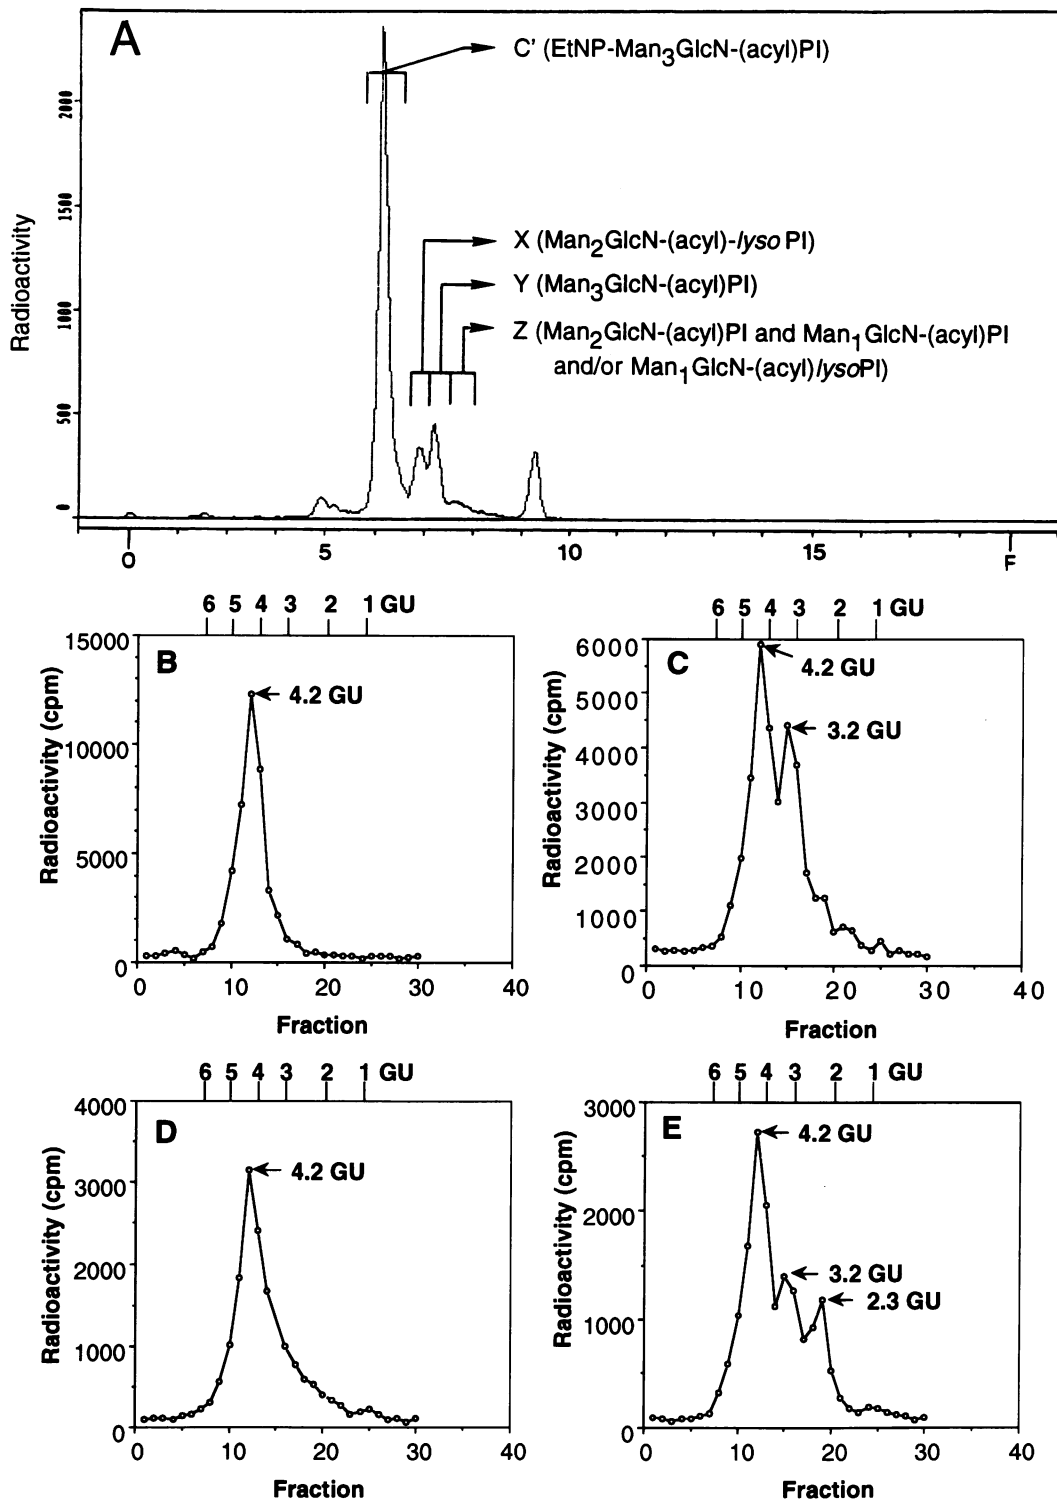 A
C' (EtNP-Man3GlcN-(acyl)PI)
X (Man2GlcN-(acyl)-lyso PI)
Y (Man3GlcN-(acyl)PI)
Z (Man2GlcN-(acyl)PI and Man1GlcN-(acyl)PI
and/or Man1GlcN-(acyl)lysoPI)
Radioactivity
2000
1500
1000
500
0
0 5 10 15 F
6 5 4 3 2 1 GU
B
4.2 GU
Radioactivity (cpm)
15000
10000
5000
0
0 10 20 30 40
Fraction
6 5 4 3 2 1 GU
C
4.2 GU
3.2 GU
Radioactivity (cpm)
6000
5000
4000
3000
2000
1000
0
0 10 20 30 40
Fraction
6 5 4 3 2 1 GU
D
4.2 GU
Radioactivity (cpm)
4000
3000
2000
1000
0
0 10 20 30 40
Fraction
6 5 4 3 2 1 GU
E
4.2 GU
3.2 GU
2.3 GU
Radioactivity (cpm)
3000
2000
1000
0
0 10 20 30 40
Fraction